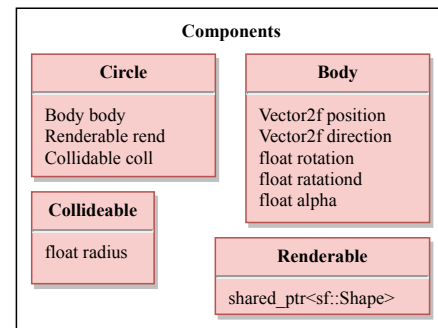 Components
Circle
Body body
Renderable rend
Collidable coll
Body
Vector2f position
Vector2f direction
float rotation
float ratationd
float alpha
Collideable
float radius
Renderable
shared_ptr<sf::Shape>